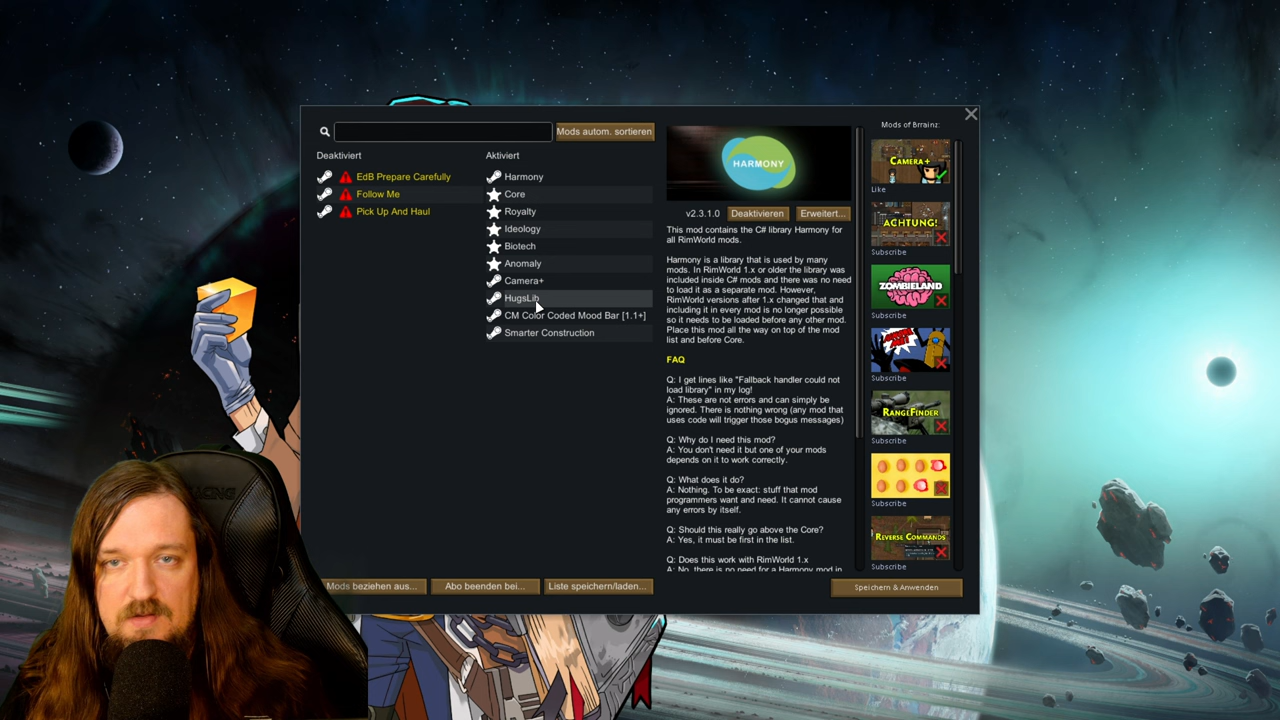 Mods autom. sortieren
Deaktiviert
EdB Prepare Carefully
Follow Me
Pick Up And Haul
Aktiviert
Harmony
Core
Royalty
Ideology
Biotech
Anomaly
Camera+
HugsLib
CM Color Coded Mood Bar [1.1+]
Smarter Construction
HARMONY
v2.3.1.0
Deaktivieren
Erweitert...
This mod contains the C# library Harmony for
all RimWorld mods.
Harmony is a library that is used by many
mods. In RimWorld 1.x or older the library was
included inside C# mods and there was no need
to load it as a separate mod. However,
RimWorld versions after 1.x changed that and
including it in every mod is no longer possible
so it needs to be loaded before any other mod.
Place this mod all the way on top of the mod
list and before Core.
FAQ
Q: I get lines like "Fallback handler could not
load library" in my log!
A: These are not errors and can simply be
ignored. There is nothing wrong (any mod that
uses code will trigger those bogus messages)
Q: Why do I need this mod?
A: You don't need it but one of your mods
depends on it to work correctly.
Q: What does it do?
A: Nothing. To be exact: stuff that mod
programmers want and need. It cannot cause
any errors by itself.
Q: Should this really go above the Core?
A: Yes, it must be first in the list.
Q: Does this work with RimWorld 1.x
A: No, there is no need for a Harmony mod in
Mods of Brrainz:
CAMERA+
Like
ACHTUNG!
Subscribe
ZOMBIELAND
Subscribe
Subscribe
RANGEFINDER
Subscribe
Subscribe
REVERSE COMMANDS
Subscribe
Mods beziehen aus...
Abo beenden bei...
Liste speichern/laden...
Speichern & Anwenden